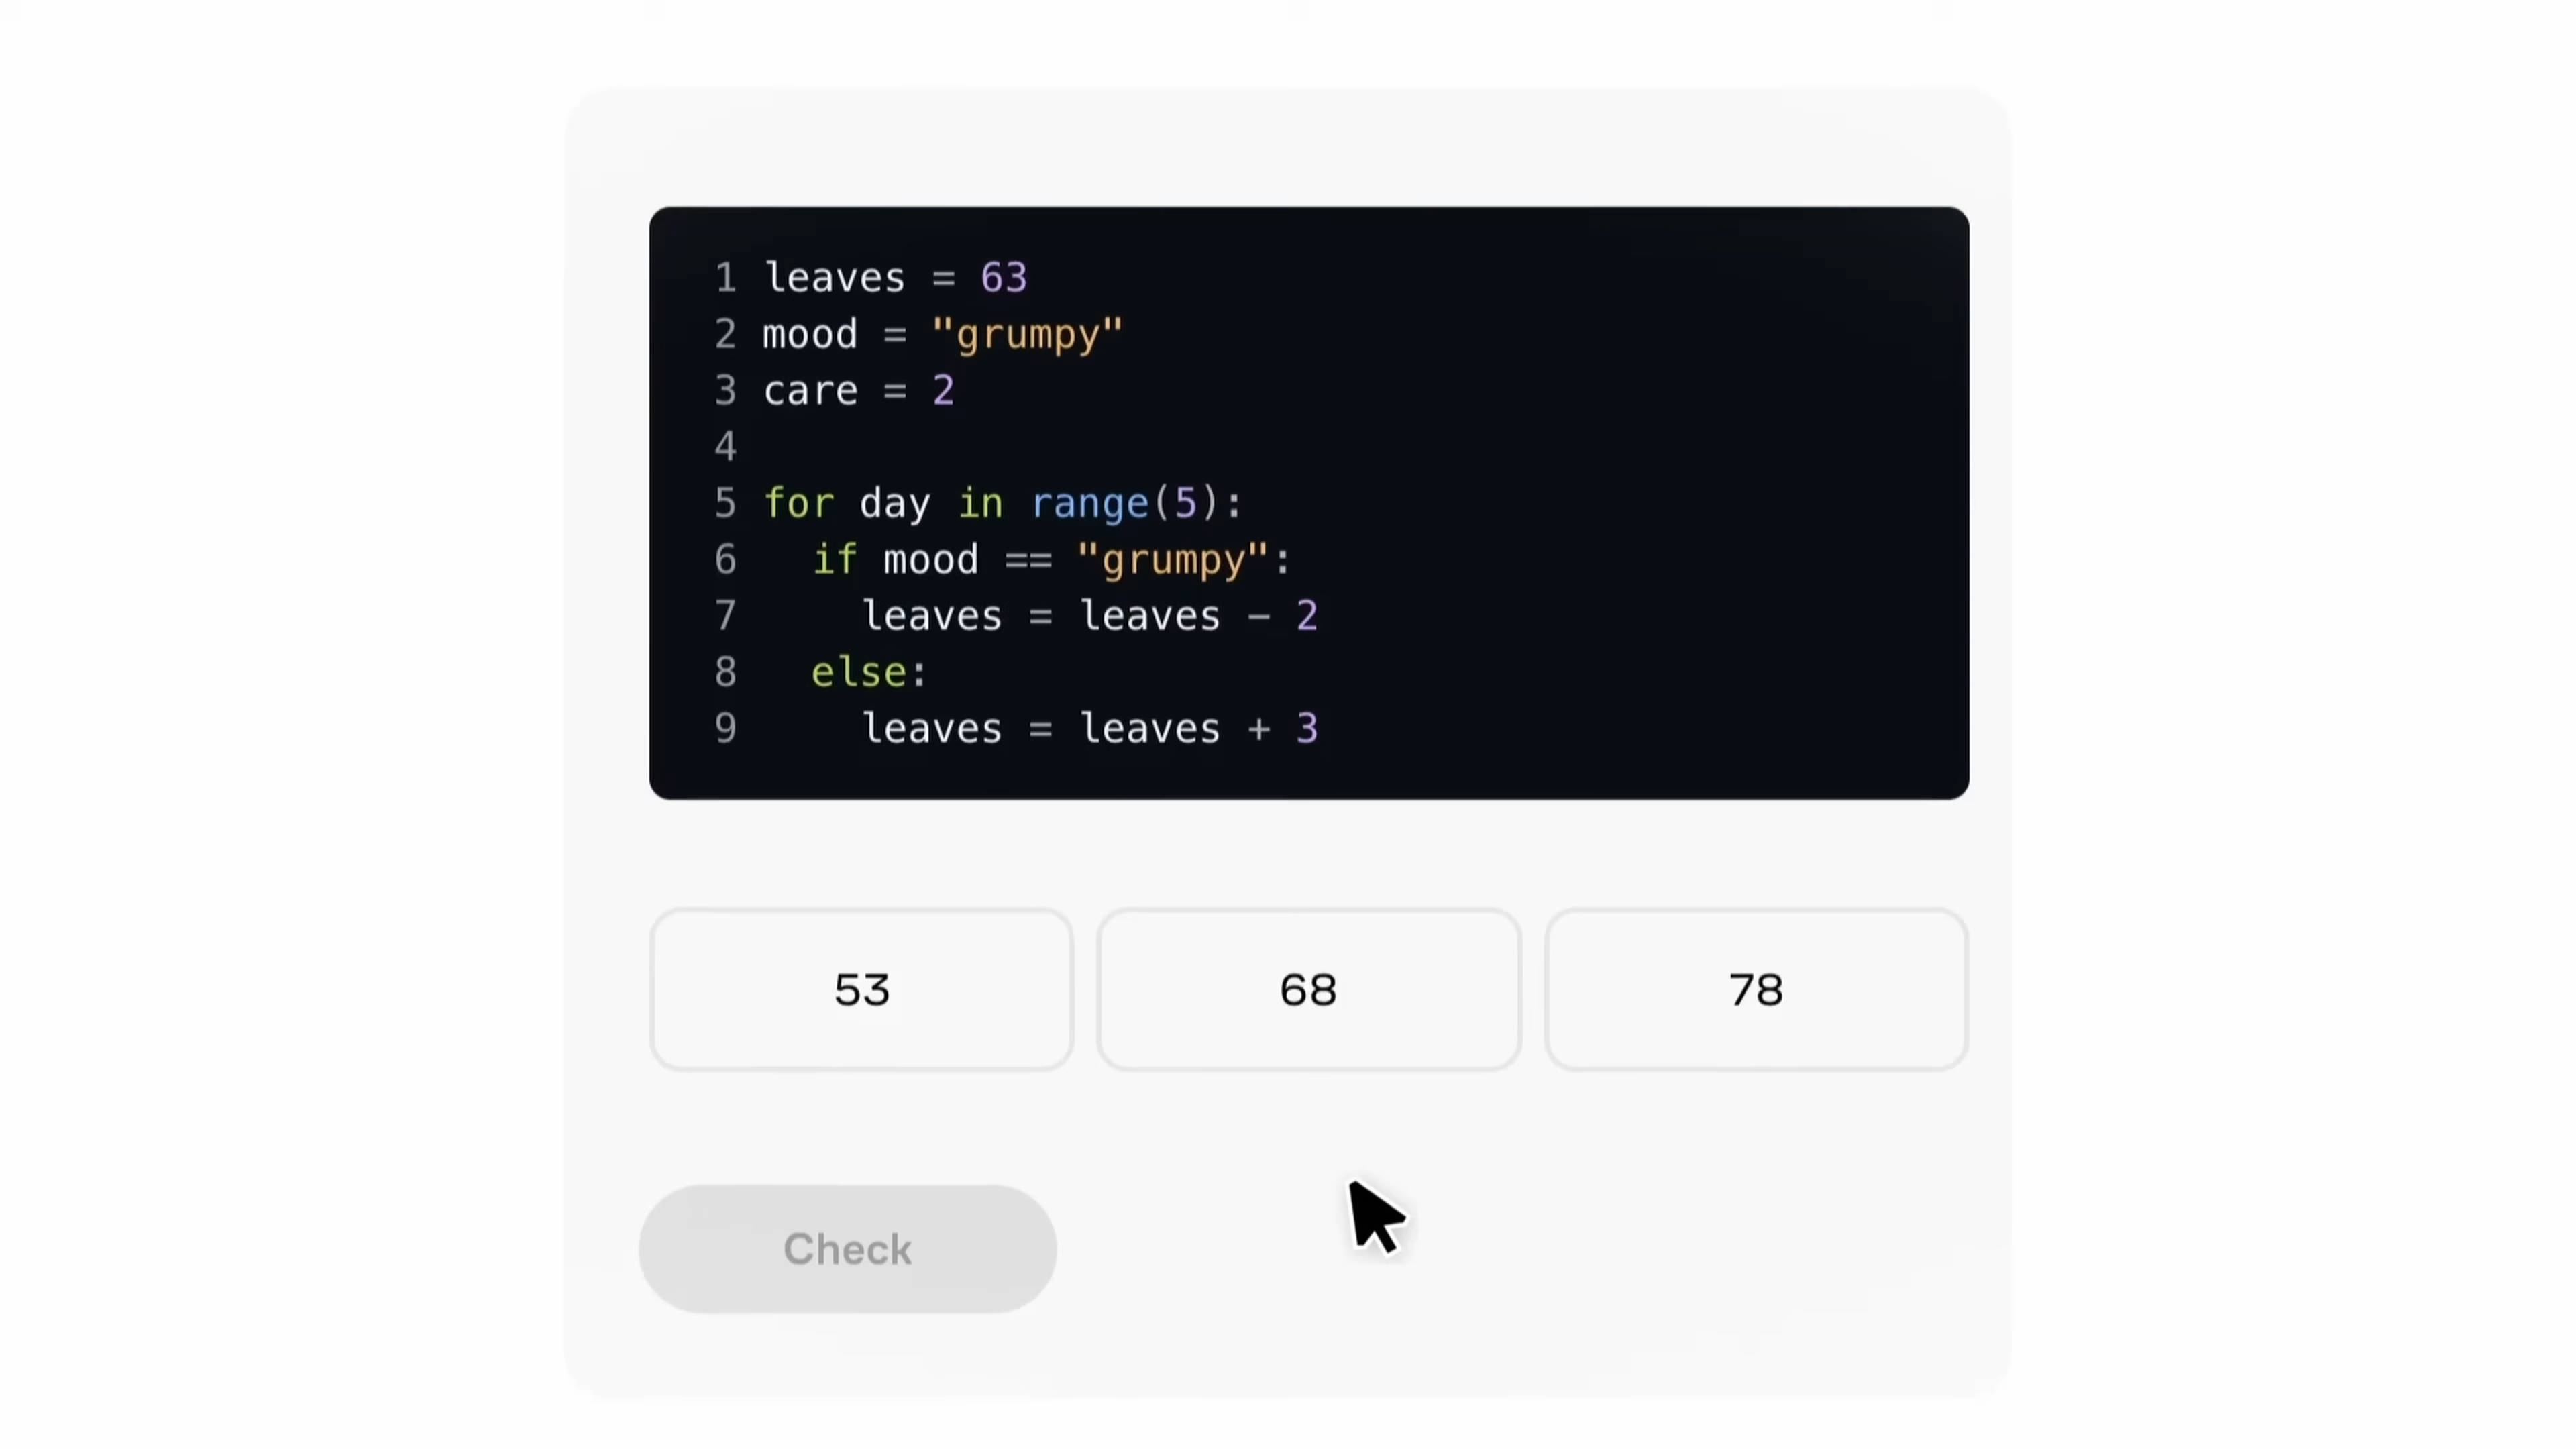 1 leaves = 63
2 mood = "grumpy"
3 care = 2
4
5 for day in range(5):
6   if mood == "grumpy":
7     leaves = leaves - 2
8   else:
9     leaves = leaves + 3
53 68 78
Check